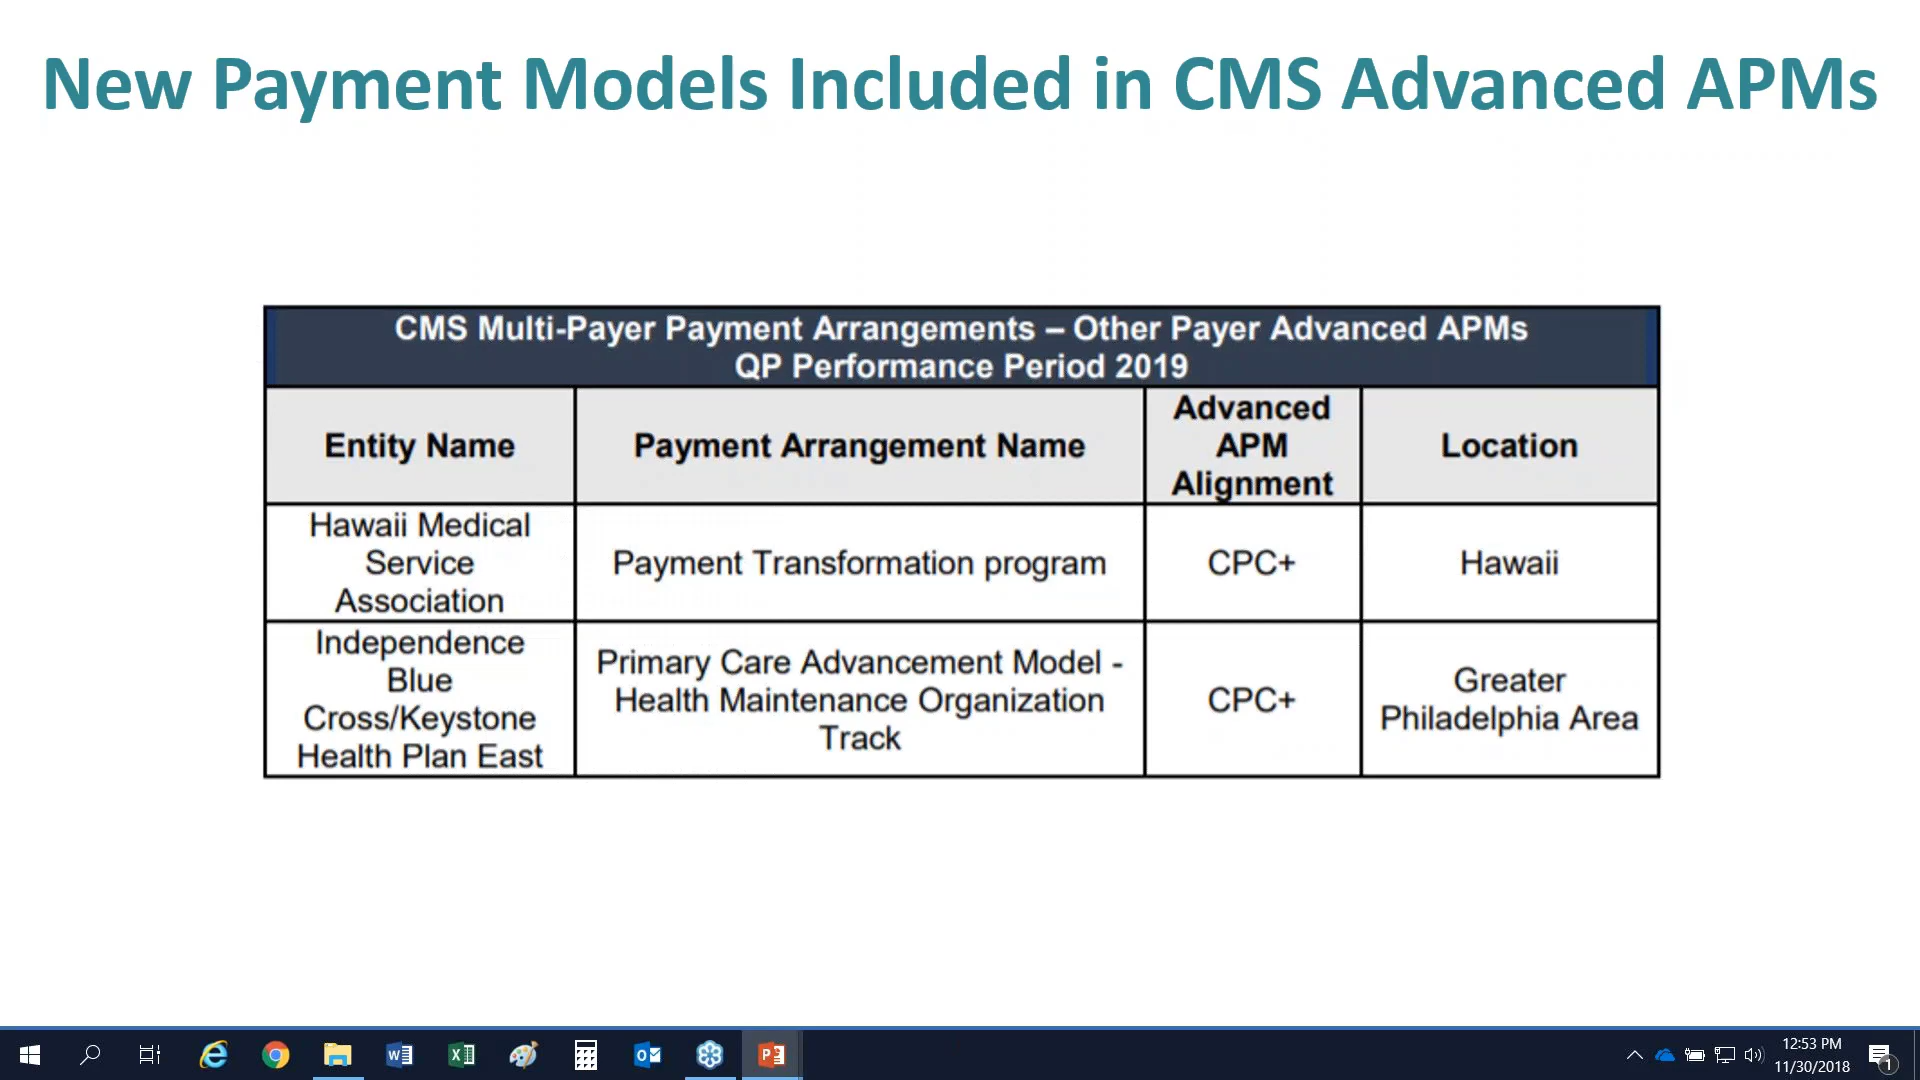 New Payment Models Included in CMS Advanced APMs
CMS Multi-Payer Payment Arrangements – Other Payer Advanced APMs
QP Performance Period 2019
Entity Name
Payment Arrangement Name
Advanced
APM
Alignment
Location
Hawaii Medical
Service
Association
Payment Transformation program
CPC+
Hawaii
Independence
Blue
Cross/Keystone
Health Plan East
Primary Care Advancement Model -
Health Maintenance Organization
Track
CPC+
Greater
Philadelphia Area
12:53 PM
11/30/2018
1